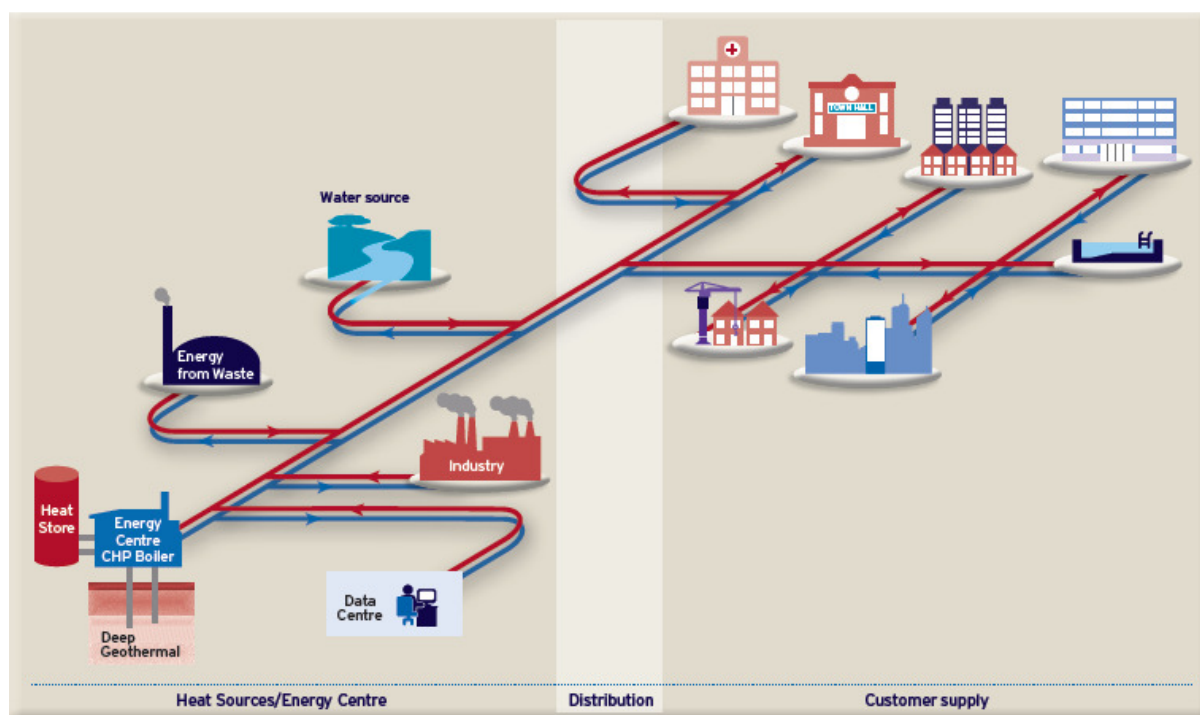 TOWN HALL
Water source
Energy
from Waste
Industry
Heat
Store
Energy
Centre
CHP Boiler
Data
Centre
Deep
Geothermal
Heat Sources/Energy Centre
Distribution
Customer supply